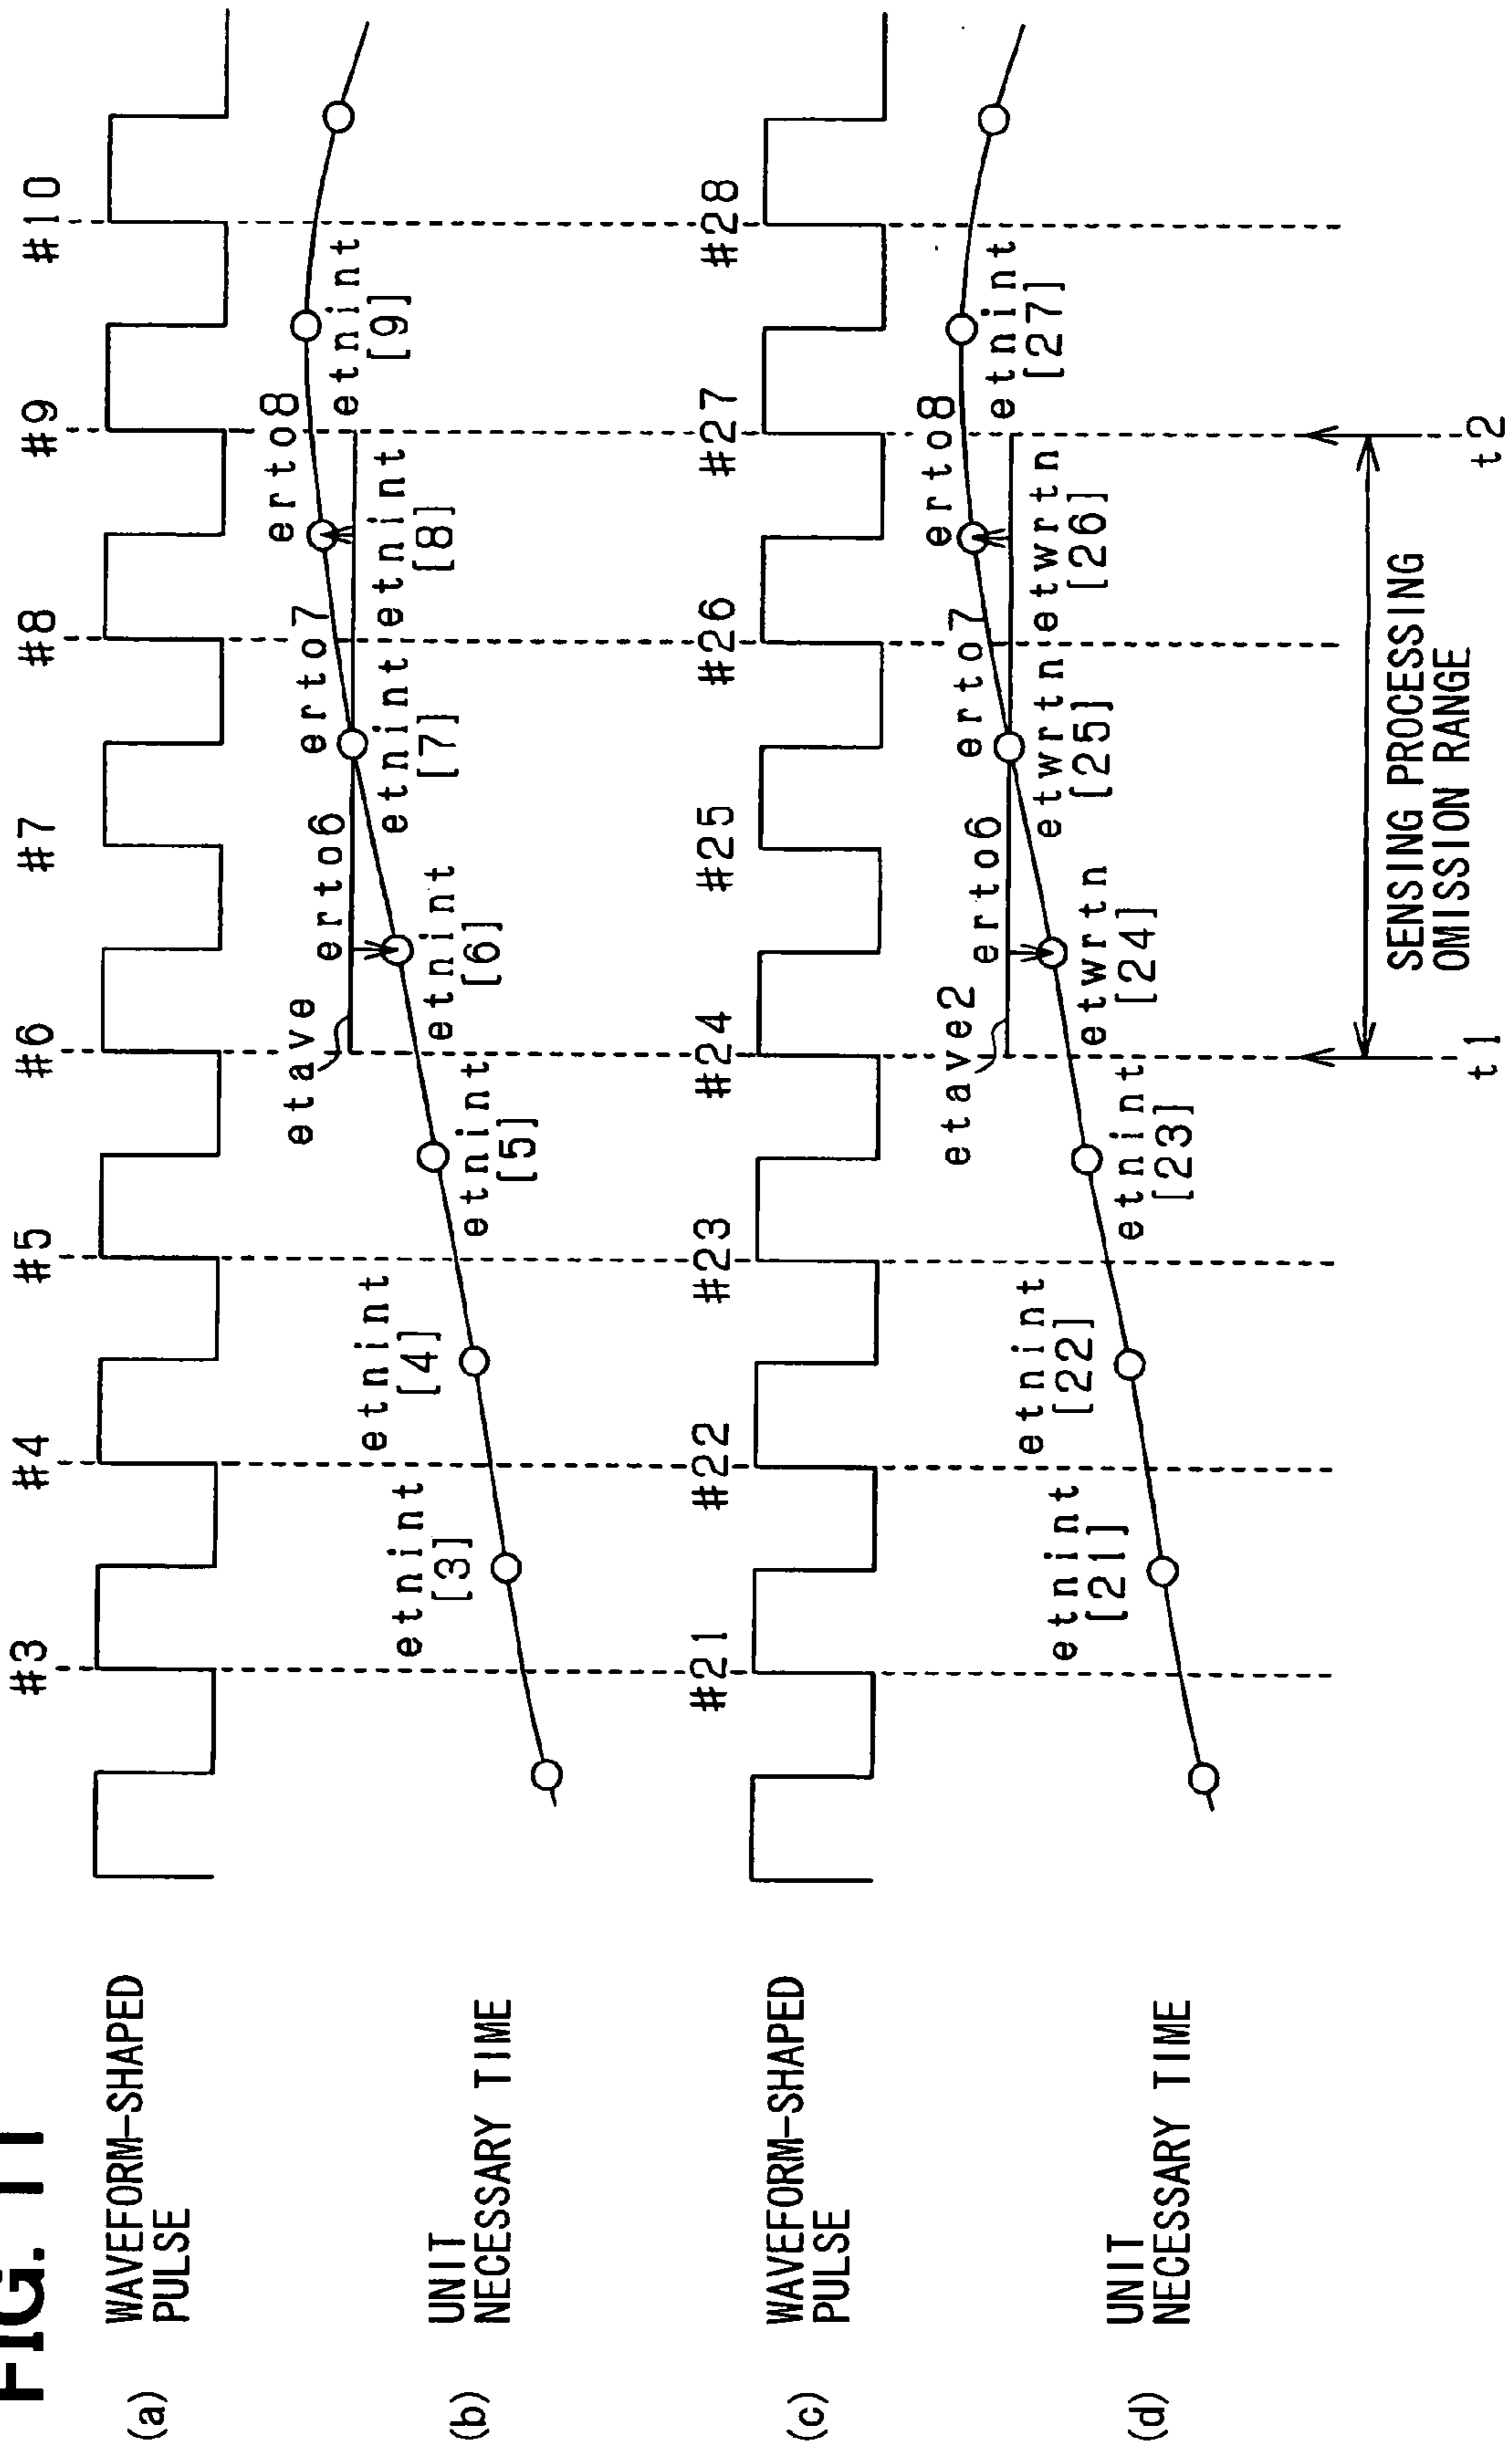 FIG. 11
(a) WAVEFORM-SHAPED
PULSE
#3 #4 #5 #6 #7 #8 #9 #10
(b) UNIT
NECESSARY TIME
etnint
[3]
etnint
[4]
etnint
[5]
etave
erto6
etnint
[6]
erto7
etnint
[7]
erto8
etnint
[8]
etnint
[9]
(c) WAVEFORM-SHAPED
PULSE
#21 #22 #23 #24 #25 #26 #27 #28
(d) UNIT
NECESSARY TIME
etnint
[21]
etnint
[22]
etnint
[23]
etave2
erto6
etwrtn
[24]
erto7
etwrtn
[25]
erto8
etwrtn
[26]
etnint
[27]
SENSING PROCESSING
OMISSION RANGE
t1
t2